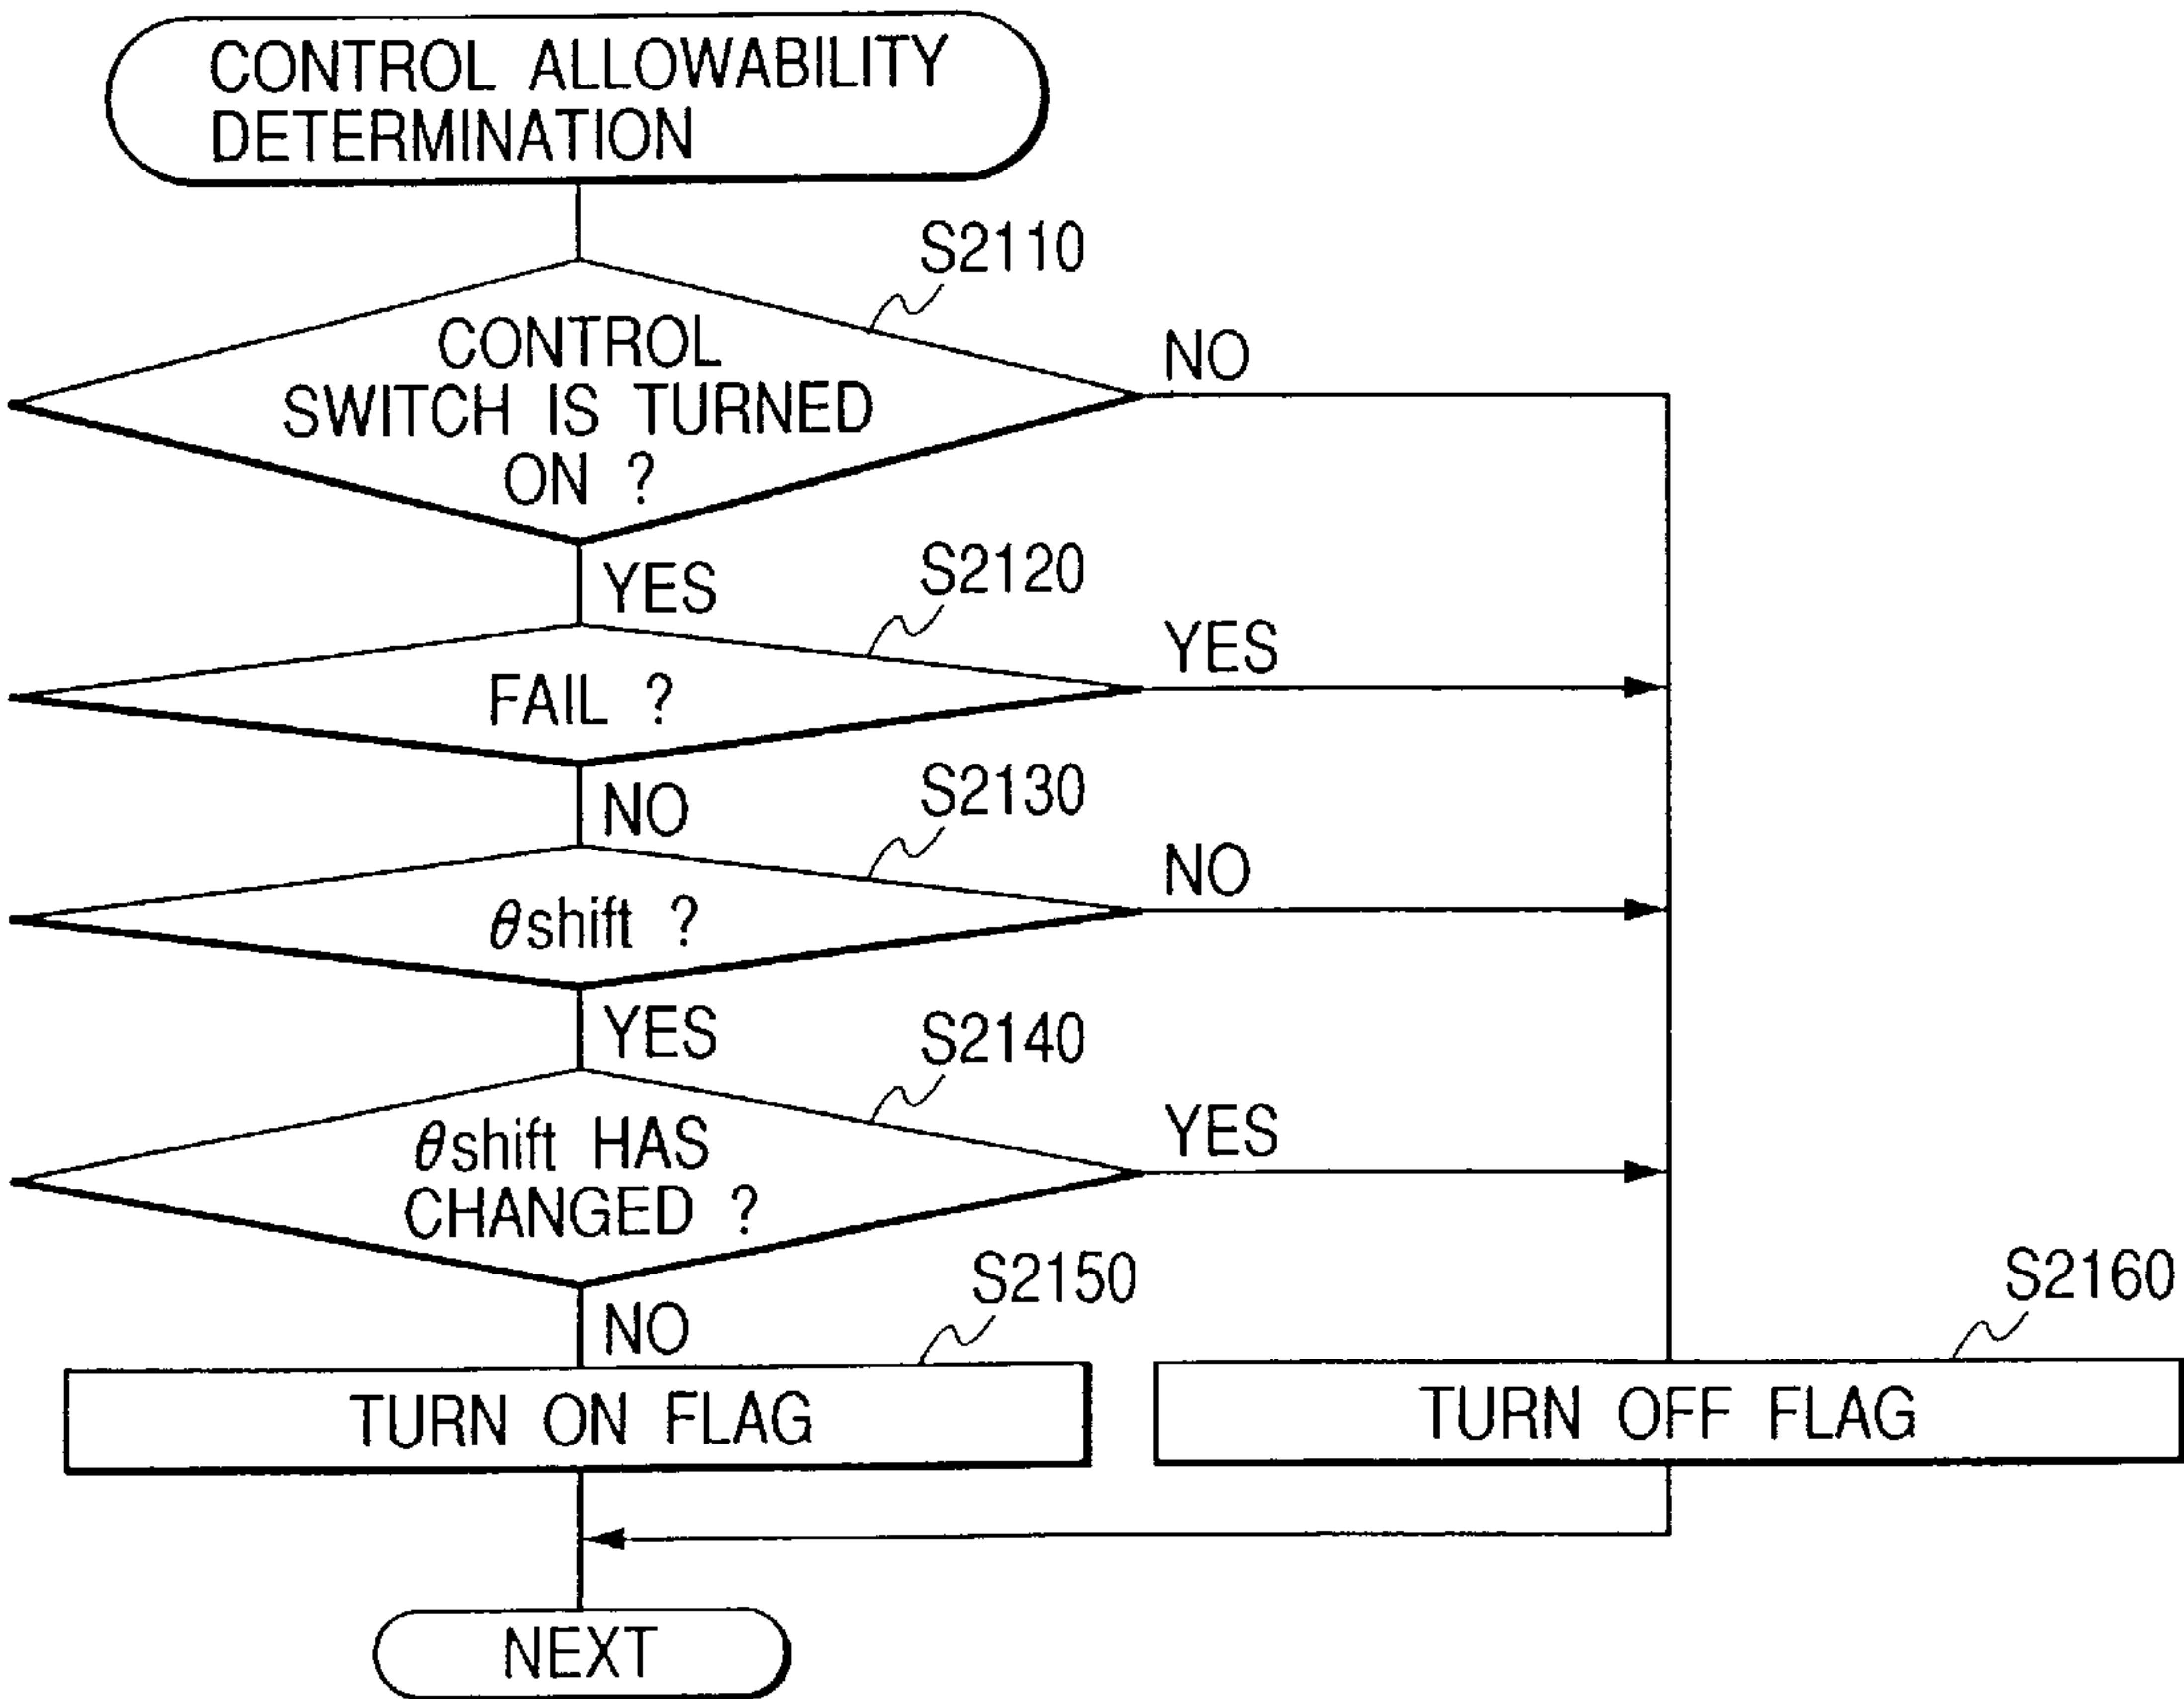 CONTROL ALLOWABILITY
DETERMINATION
S2110
CONTROL
SWITCH IS TURNED
ON ?
NO
YES
S2120
FAIL ?
YES
NO
S2130
θshift ?
NO
YES
S2140
θshift HAS
CHANGED ?
YES
NO
S2150
TURN ON FLAG
S2160
TURN OFF FLAG
NEXT